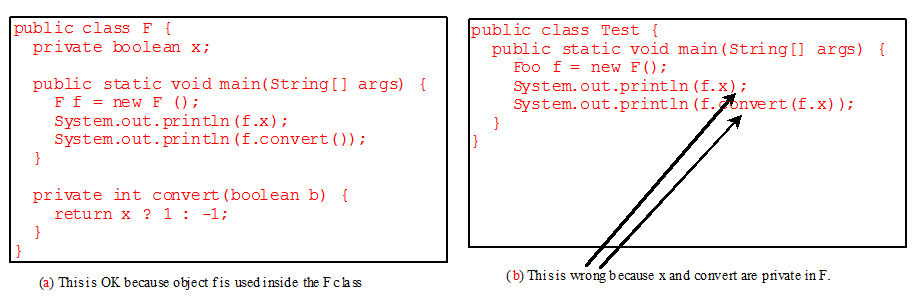 public class F {
  private boolean x;

  public static void main(String[] args) {
    F f = new F ();
    System.out.println(f.x);
    System.out.println(f.convert());
  }

  private int convert(boolean b) {
    return x ? 1 : -1;
  }
}
(a) This is OK because object f is used inside the F class
public class Test {
  public static void main(String[] args) {
    Foo f = new F();
    System.out.println(f.x);
    System.out.println(f.convert(f.x));
  }
}
(b) This is wrong because x and convert are private in F.